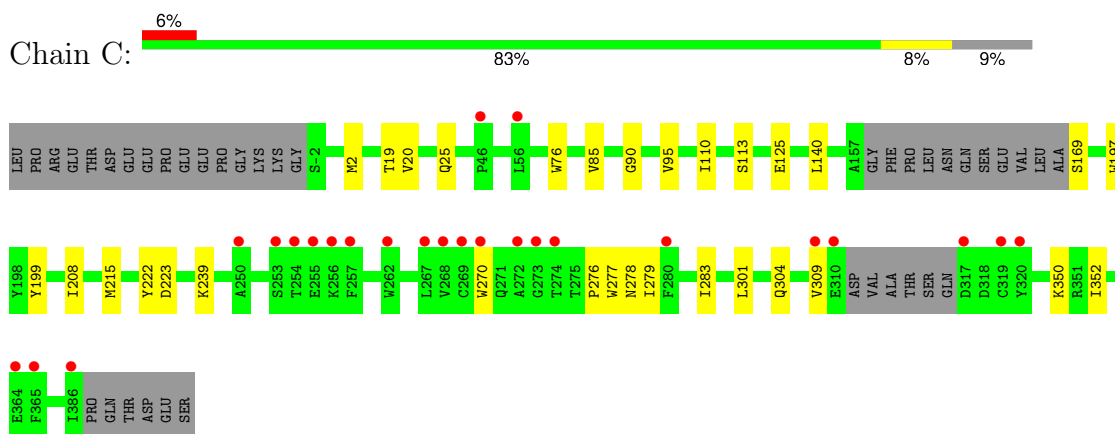 6%
Chain C:
83% 8% 9%
LEU PRO ARG GLU THR ASP GLU GLU PRO GLU GLU PRO GLY LYS LYS GLY S-2 M2 T19 V20 Q25 P46 L56 W76 V85 G90 V95 I110 S113 E125 L140 A157 GLY PHE PRO LEU ASN GLN SER GLU VAL LEU ALA S169 W197
Y198 Y199 I208 M215 Y222 D223 K239 A250 S253 T254 E255 K256 F257 W262 L267 V268 C269 W270 Q271 A272 G273 T274 T275 P276 W277 N278 I279 F280 I283 L301 Q304 V309 E310 ASP VAL ALA THR SER GLN D317 D318 C319 Y320 K350 R351 I352
E364 F365 I386 PRO GLN THR ASP GLU SER